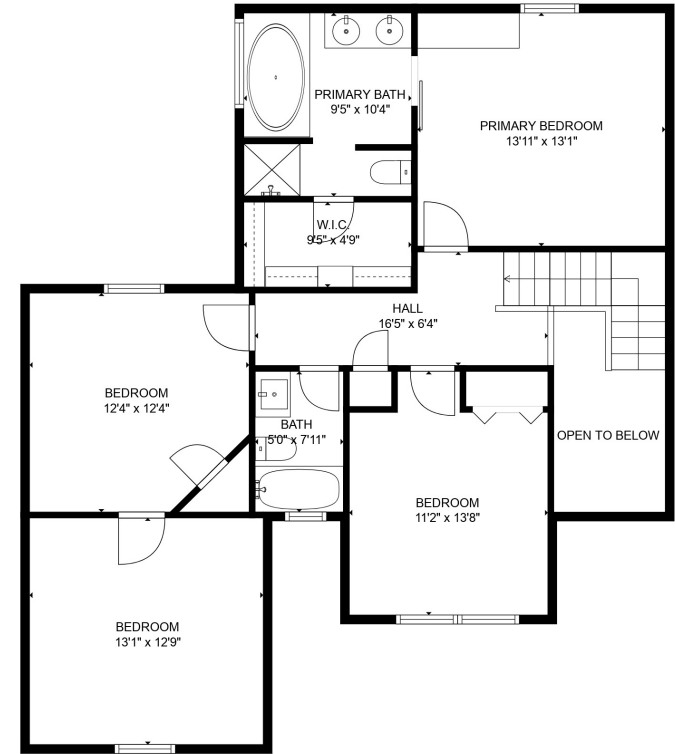 PRIMARY BATH
9'5" x 10'4"
PRIMARY BEDROOM
13'11" x 13'1"
W.I.C.
9'5" x 4'9"
HALL
16'5" x 6'4"
BEDROOM
12'4" x 12'4"
BATH
5'0" x 7'11"
OPEN TO BELOW
BEDROOM
11'2" x 13'8"
BEDROOM
13'1" x 12'9"